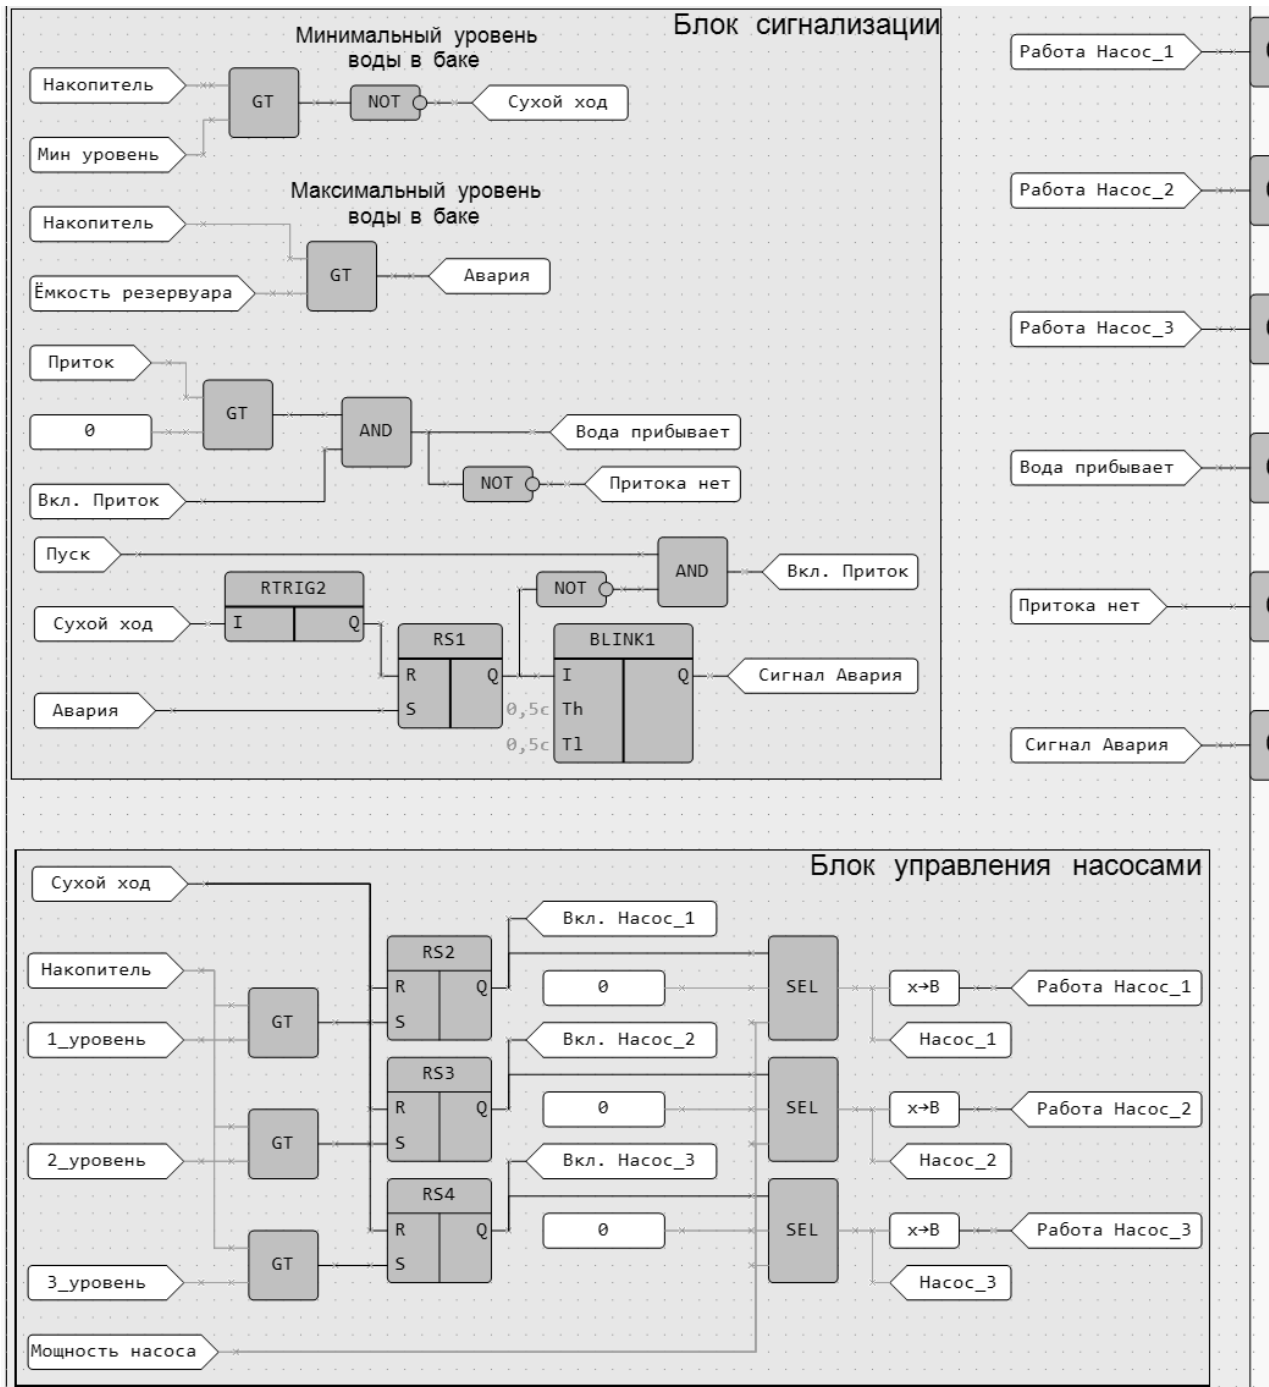 Блок сигнализации
Минимальный уровень
воды в баке
Накопитель
GT
NOT
Сухой ход
Мин уровень
Максимальный уровень
воды в баке
Накопитель
GT
Авария
Ёмкость резервуара
Приток
GT
0
AND
Вода прибывает
NOT
Притока нет
Вкл. Приток
Пуск
AND
NOT
Вкл. Приток
RTRIG2
Сухой ход
I
Q
RS1
BLINK1
R
Q
I
Q
Сигнал Авария
Авария
S
0,5с
Th
0,5с
Tl
Работа Насос_1
Работа Насос_2
Работа Насос_3
Вода прибывает
Притока нет
Сигнал Авария
Блок управления насосами
Сухой ход
Вкл. Насос_1
RS2
Накопитель
R
Q
0
SEL
x→B
Работа Насос_1
GT
S
1_уровень
Вкл. Насос_2
Насос_1
RS3
R
Q
0
SEL
x→B
Работа Насос_2
GT
S
2_уровень
Вкл. Насос_3
Насос_2
RS4
R
Q
0
SEL
x→B
Работа Насос_3
GT
S
3_уровень
Насос_3
Мощность насоса